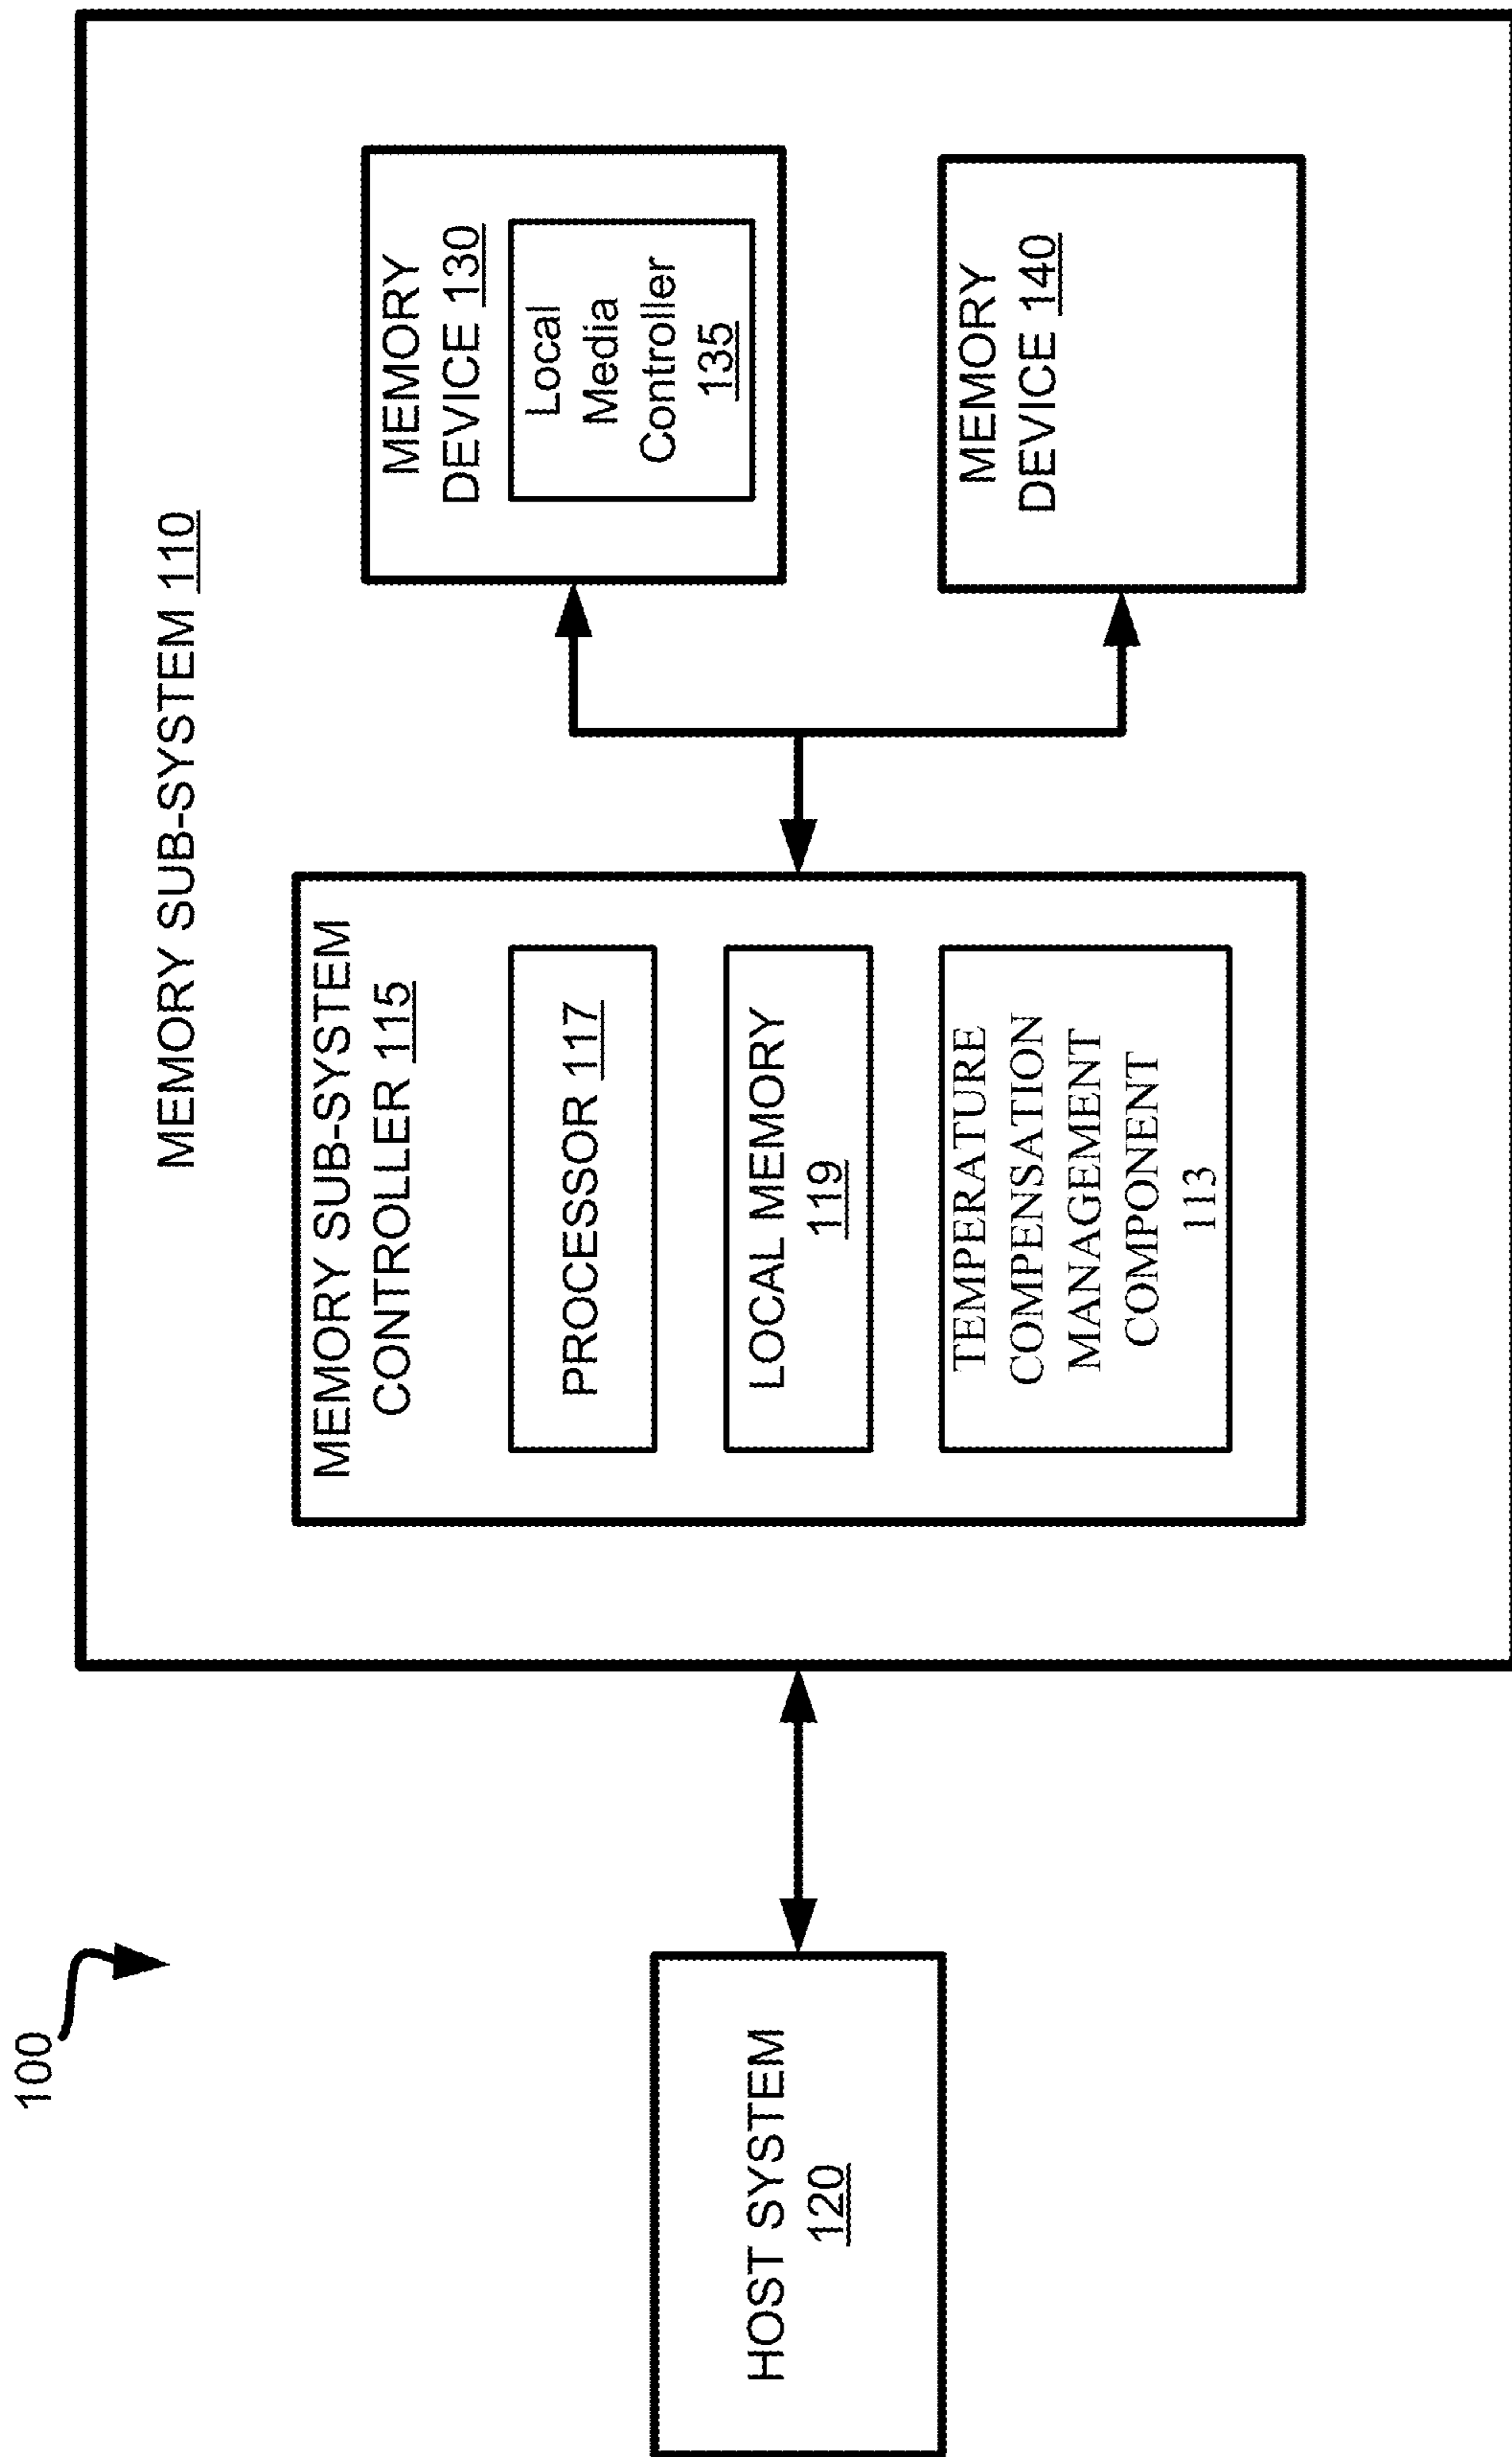 100
MEMORY SUB-SYSTEM 110
HOST SYSTEM
120
MEMORY SUB-SYSTEM
CONTROLLER 115
PROCESSOR 117
LOCAL MEMORY
119
TEMPERATURE
COMPENSATION
MANAGEMENT
COMPONENT
113
MEMORY
DEVICE 130
Local
Media
Controller
135
MEMORY
DEVICE 140